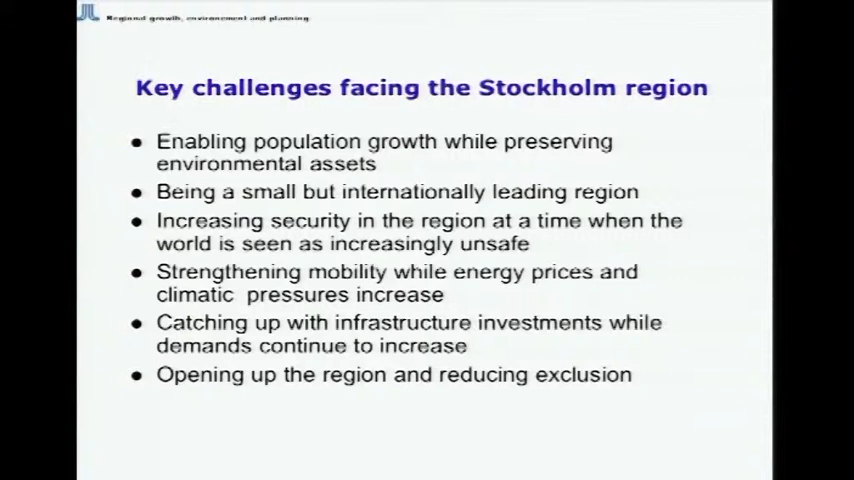 Regional growth, environement and planning
Key challenges facing the Stockholm region
● Enabling population growth while preserving
environmental assets
● Being a small but internationally leading region
● Increasing security in the region at a time when the
world is seen as increasingly unsafe
● Strengthening mobility while energy prices and
climatic pressures increase
● Catching up with infrastructure investments while
demands continue to increase
● Opening up the region and reducing exclusion